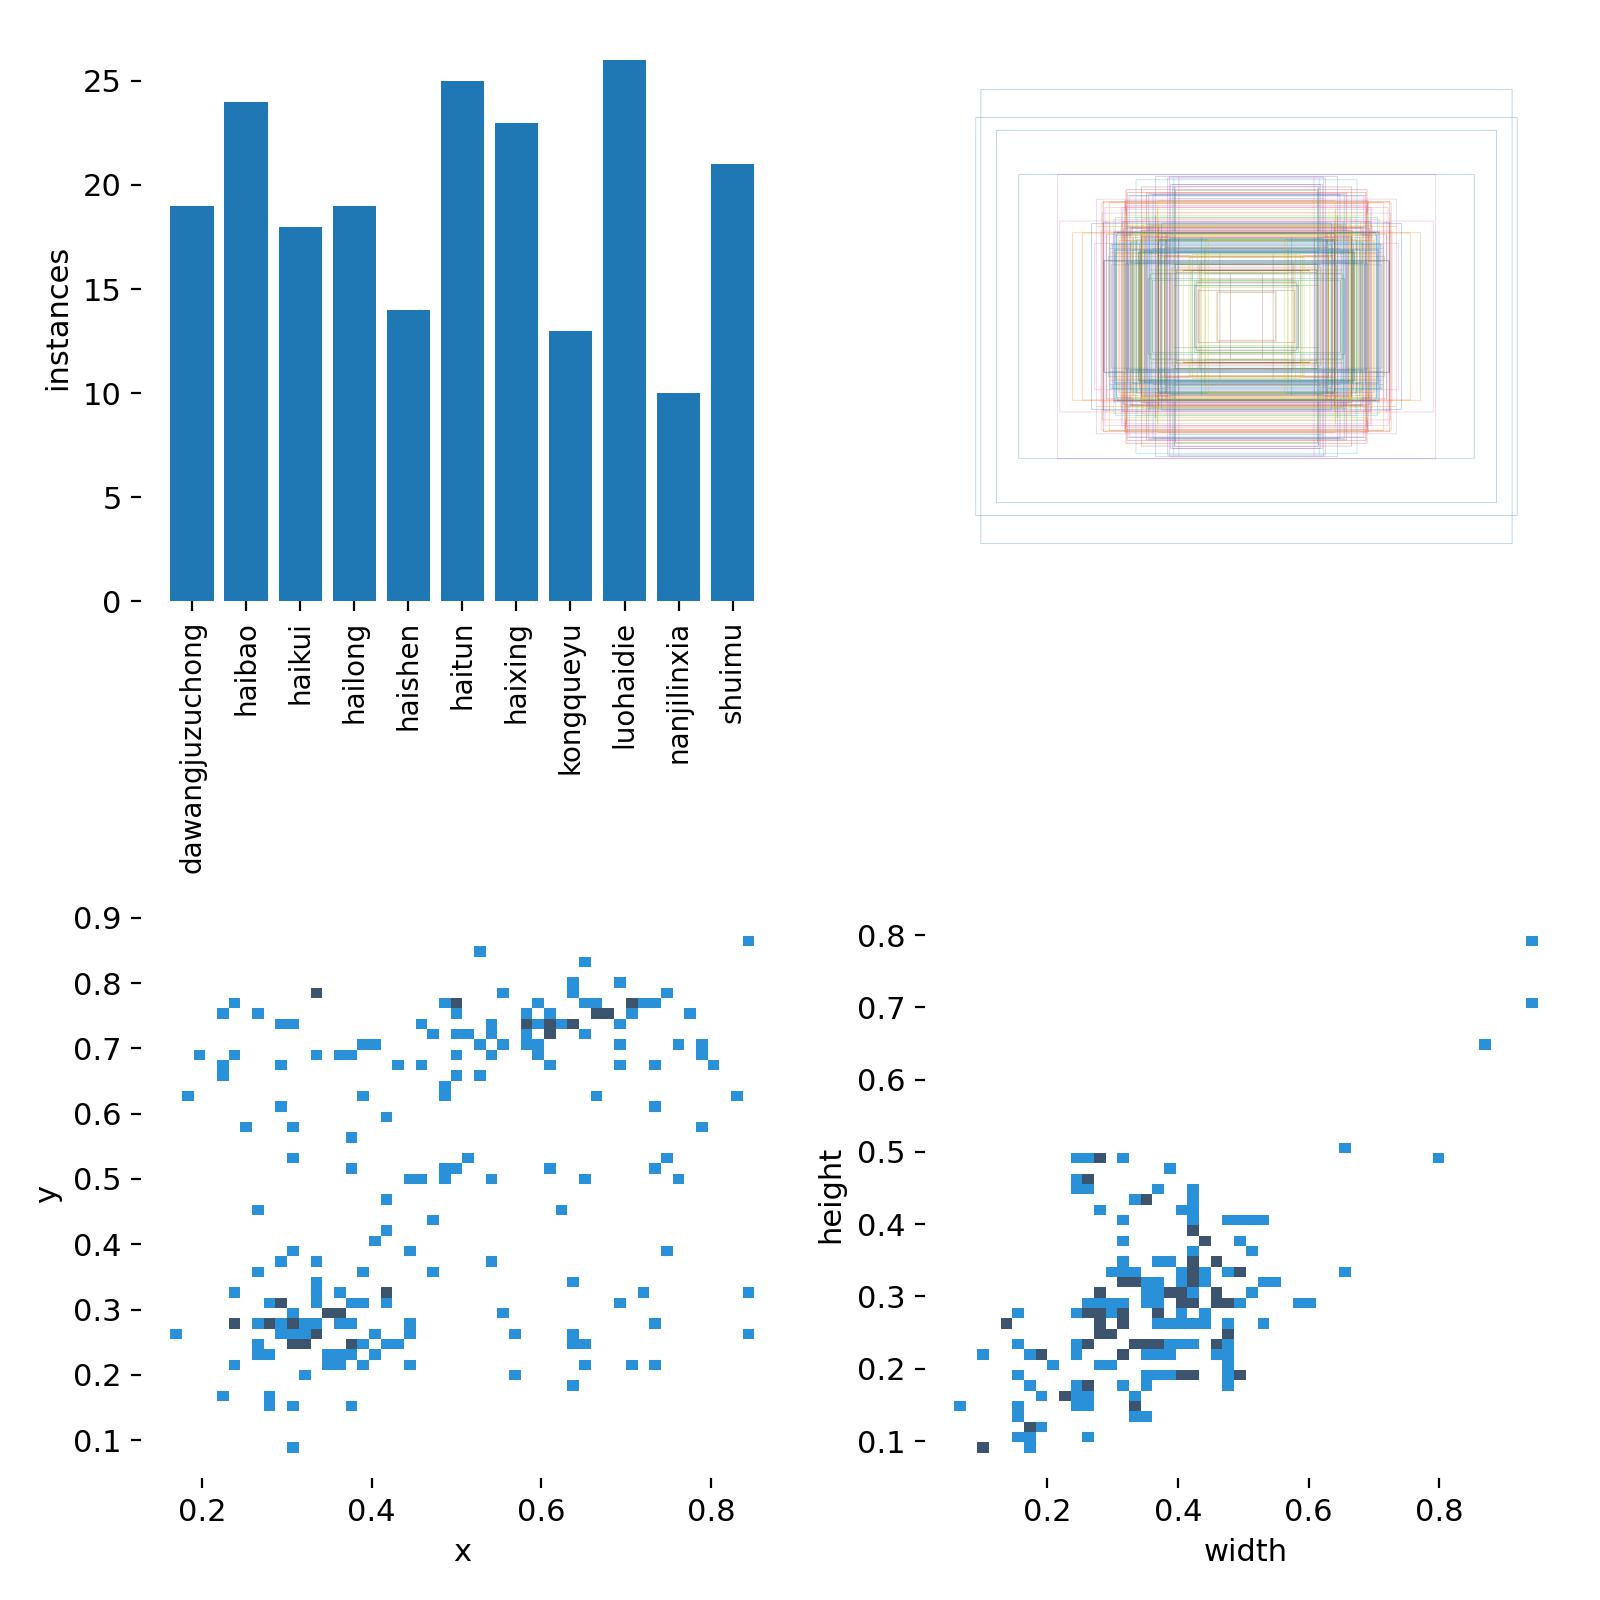 25
20
15
10
5
0
instances
dawangjuzuchong
haibao
haikui
hailong
haishen
haitun
haixing
kongqueyu
luohaidie
nanjilinxia
shuimu
0.9
0.8
0.7
0.6
0.5
0.4
0.3
0.2
0.1
y
0.2 0.4 0.6 0.8
x
0.8
0.7
0.6
0.5
0.4
0.3
0.2
0.1
height
0.2 0.4 0.6 0.8
width